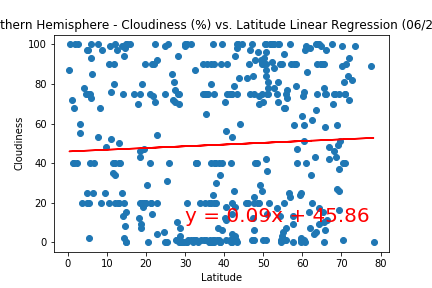 thern Hemisphere - Cloudiness (%) vs. Latitude Linear Regression (06/2
100
80
60
40
20
0
Cloudiness
y = 0.09x + 45.86
0 10 20 30 40 50 60 70 80
Latitude